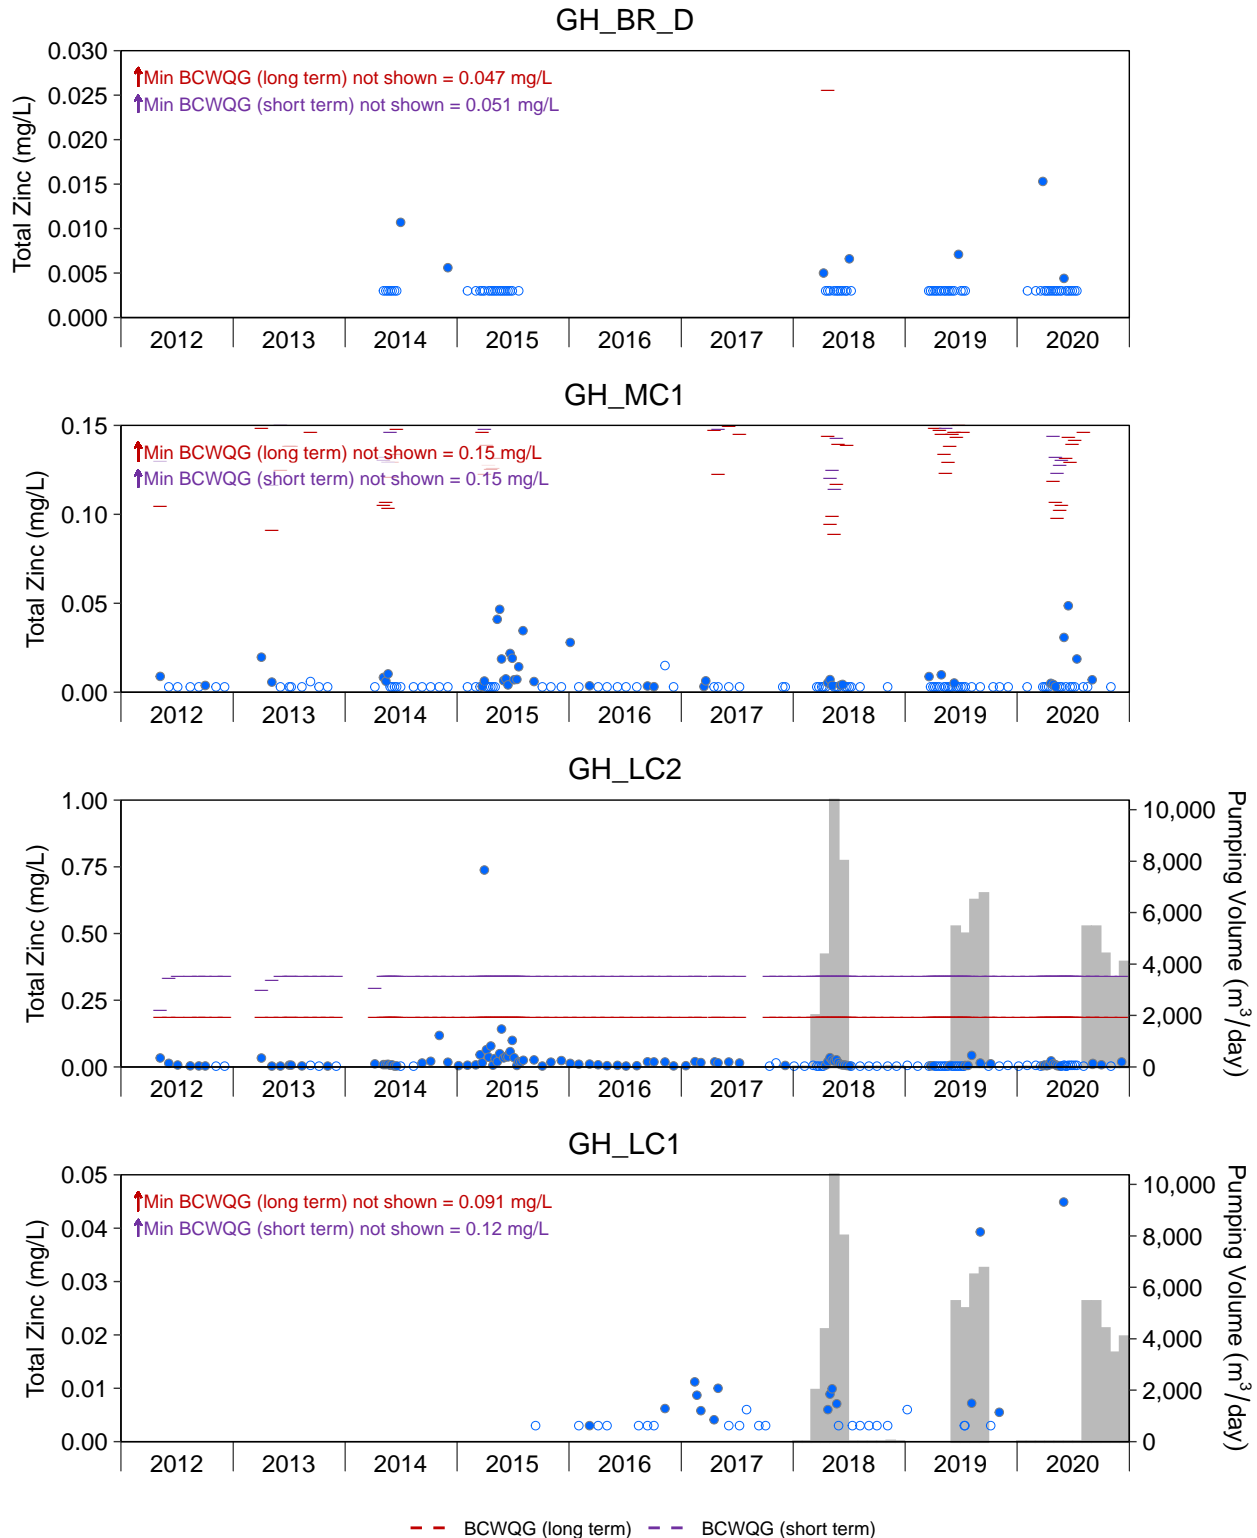 GH_BR_D
Total Zinc (mg/L)
0.030
0.025
0.020
0.015
0.010
0.005
0.000
Min BCWQG (long term) not shown = 0.047 mg/L
Min BCWQG (short term) not shown = 0.051 mg/L
2012 2013 2014 2015 2016 2017 2018 2019 2020
GH_MC1
Total Zinc (mg/L)
0.15
0.10
0.05
0.00
Min BCWQG (long term) not shown = 0.15 mg/L
Min BCWQG (short term) not shown = 0.15 mg/L
2012 2013 2014 2015 2016 2017 2018 2019 2020
GH_LC2
Total Zinc (mg/L)
1.00
0.75
0.50
0.25
0.00
10,000
8,000
6,000
4,000
2,000
0
Pumping Volume (m³/day)
2012 2013 2014 2015 2016 2017 2018 2019 2020
GH_LC1
Total Zinc (mg/L)
0.05
0.04
0.03
0.02
0.01
0.00
Min BCWQG (long term) not shown = 0.091 mg/L
Min BCWQG (short term) not shown = 0.12 mg/L
10,000
8,000
6,000
4,000
2,000
0
Pumping Volume (m³/day)
2012 2013 2014 2015 2016 2017 2018 2019 2020
BCWQG (long term) BCWQG (short term)